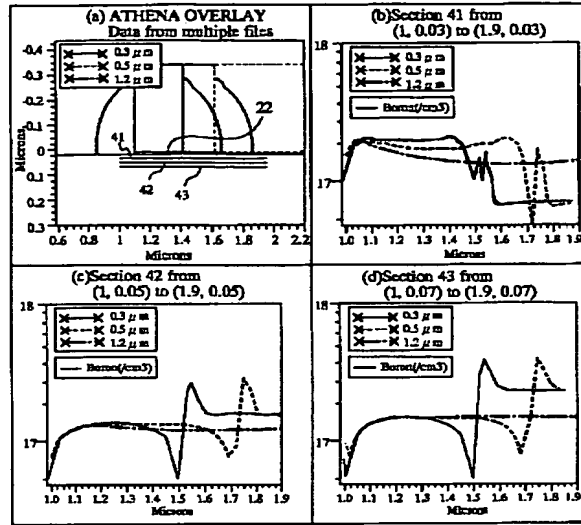 (a) ATHENA OVERLAY
Data from multiple files
0.3 μm
0.5 μm
1.2 μm
-0.4
-0.3
-0.2
-0.1
0
0.1
0.2
0.3
Microns
41
42
43
22
0.6 0.8 1 1.2 1.4 1.6 1.8 2 2.2
Microns
(b) Section 41 from
(1, 0.03) to (1.9, 0.03)
18
17
0.3 μm
0.5 μm
1.2 μm
Boron(/cm3)
1.0 1.1 1.2 1.3 1.4 1.5 1.6 1.7 1.8 1.9
Microns
(c) Section 42 from
(1, 0.05) to (1.9, 0.05)
18
17
0.3 μm
0.5 μm
1.2 μm
Boron(/cm3)
1.0 1.1 1.2 1.3 1.4 1.5 1.6 1.7 1.8 1.9
Microns
(d) Section 43 from
(1, 0.07) to (1.9, 0.07)
18
17
0.3 μm
0.5 μm
1.2 μm
Boron(/cm3)
1.0 1.1 1.2 1.3 1.4 1.5 1.6 1.7 1.8 1.9
Microns